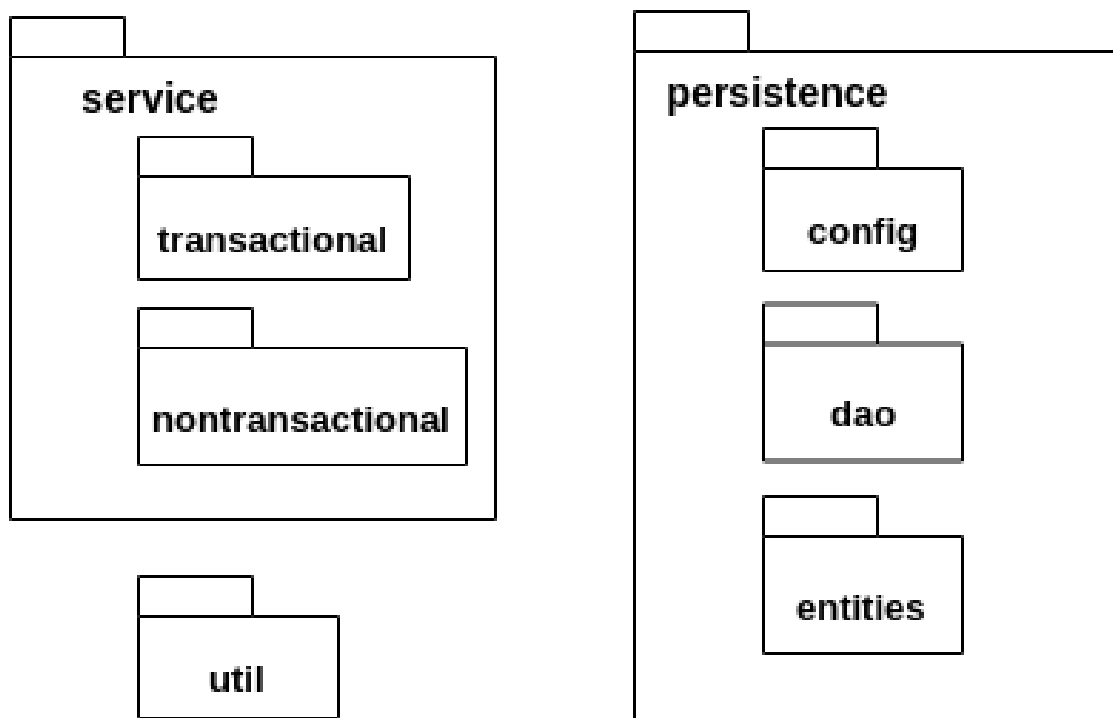 service
transactional
nontransactional
util
persistence
config
dao
entities